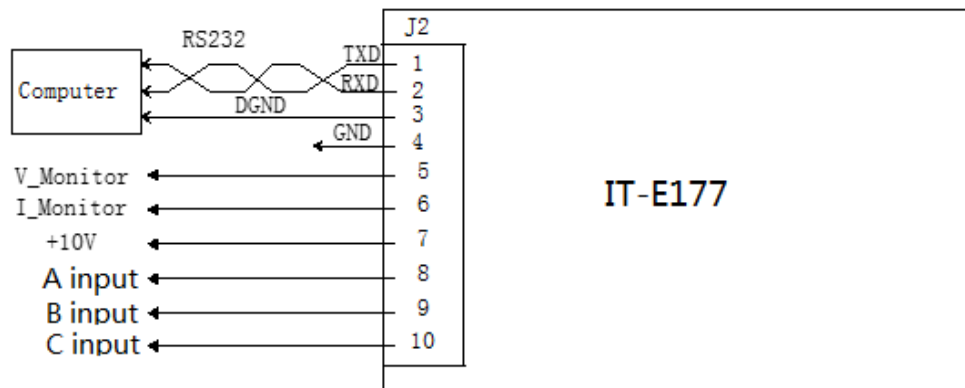 J2
RS232
TXD
1
Computer
RXD
2
DGND
3
GND
4
V_Monitor
5
I_Monitor
6
IT-E177
+10V
7
A input
8
B input
9
C input
10